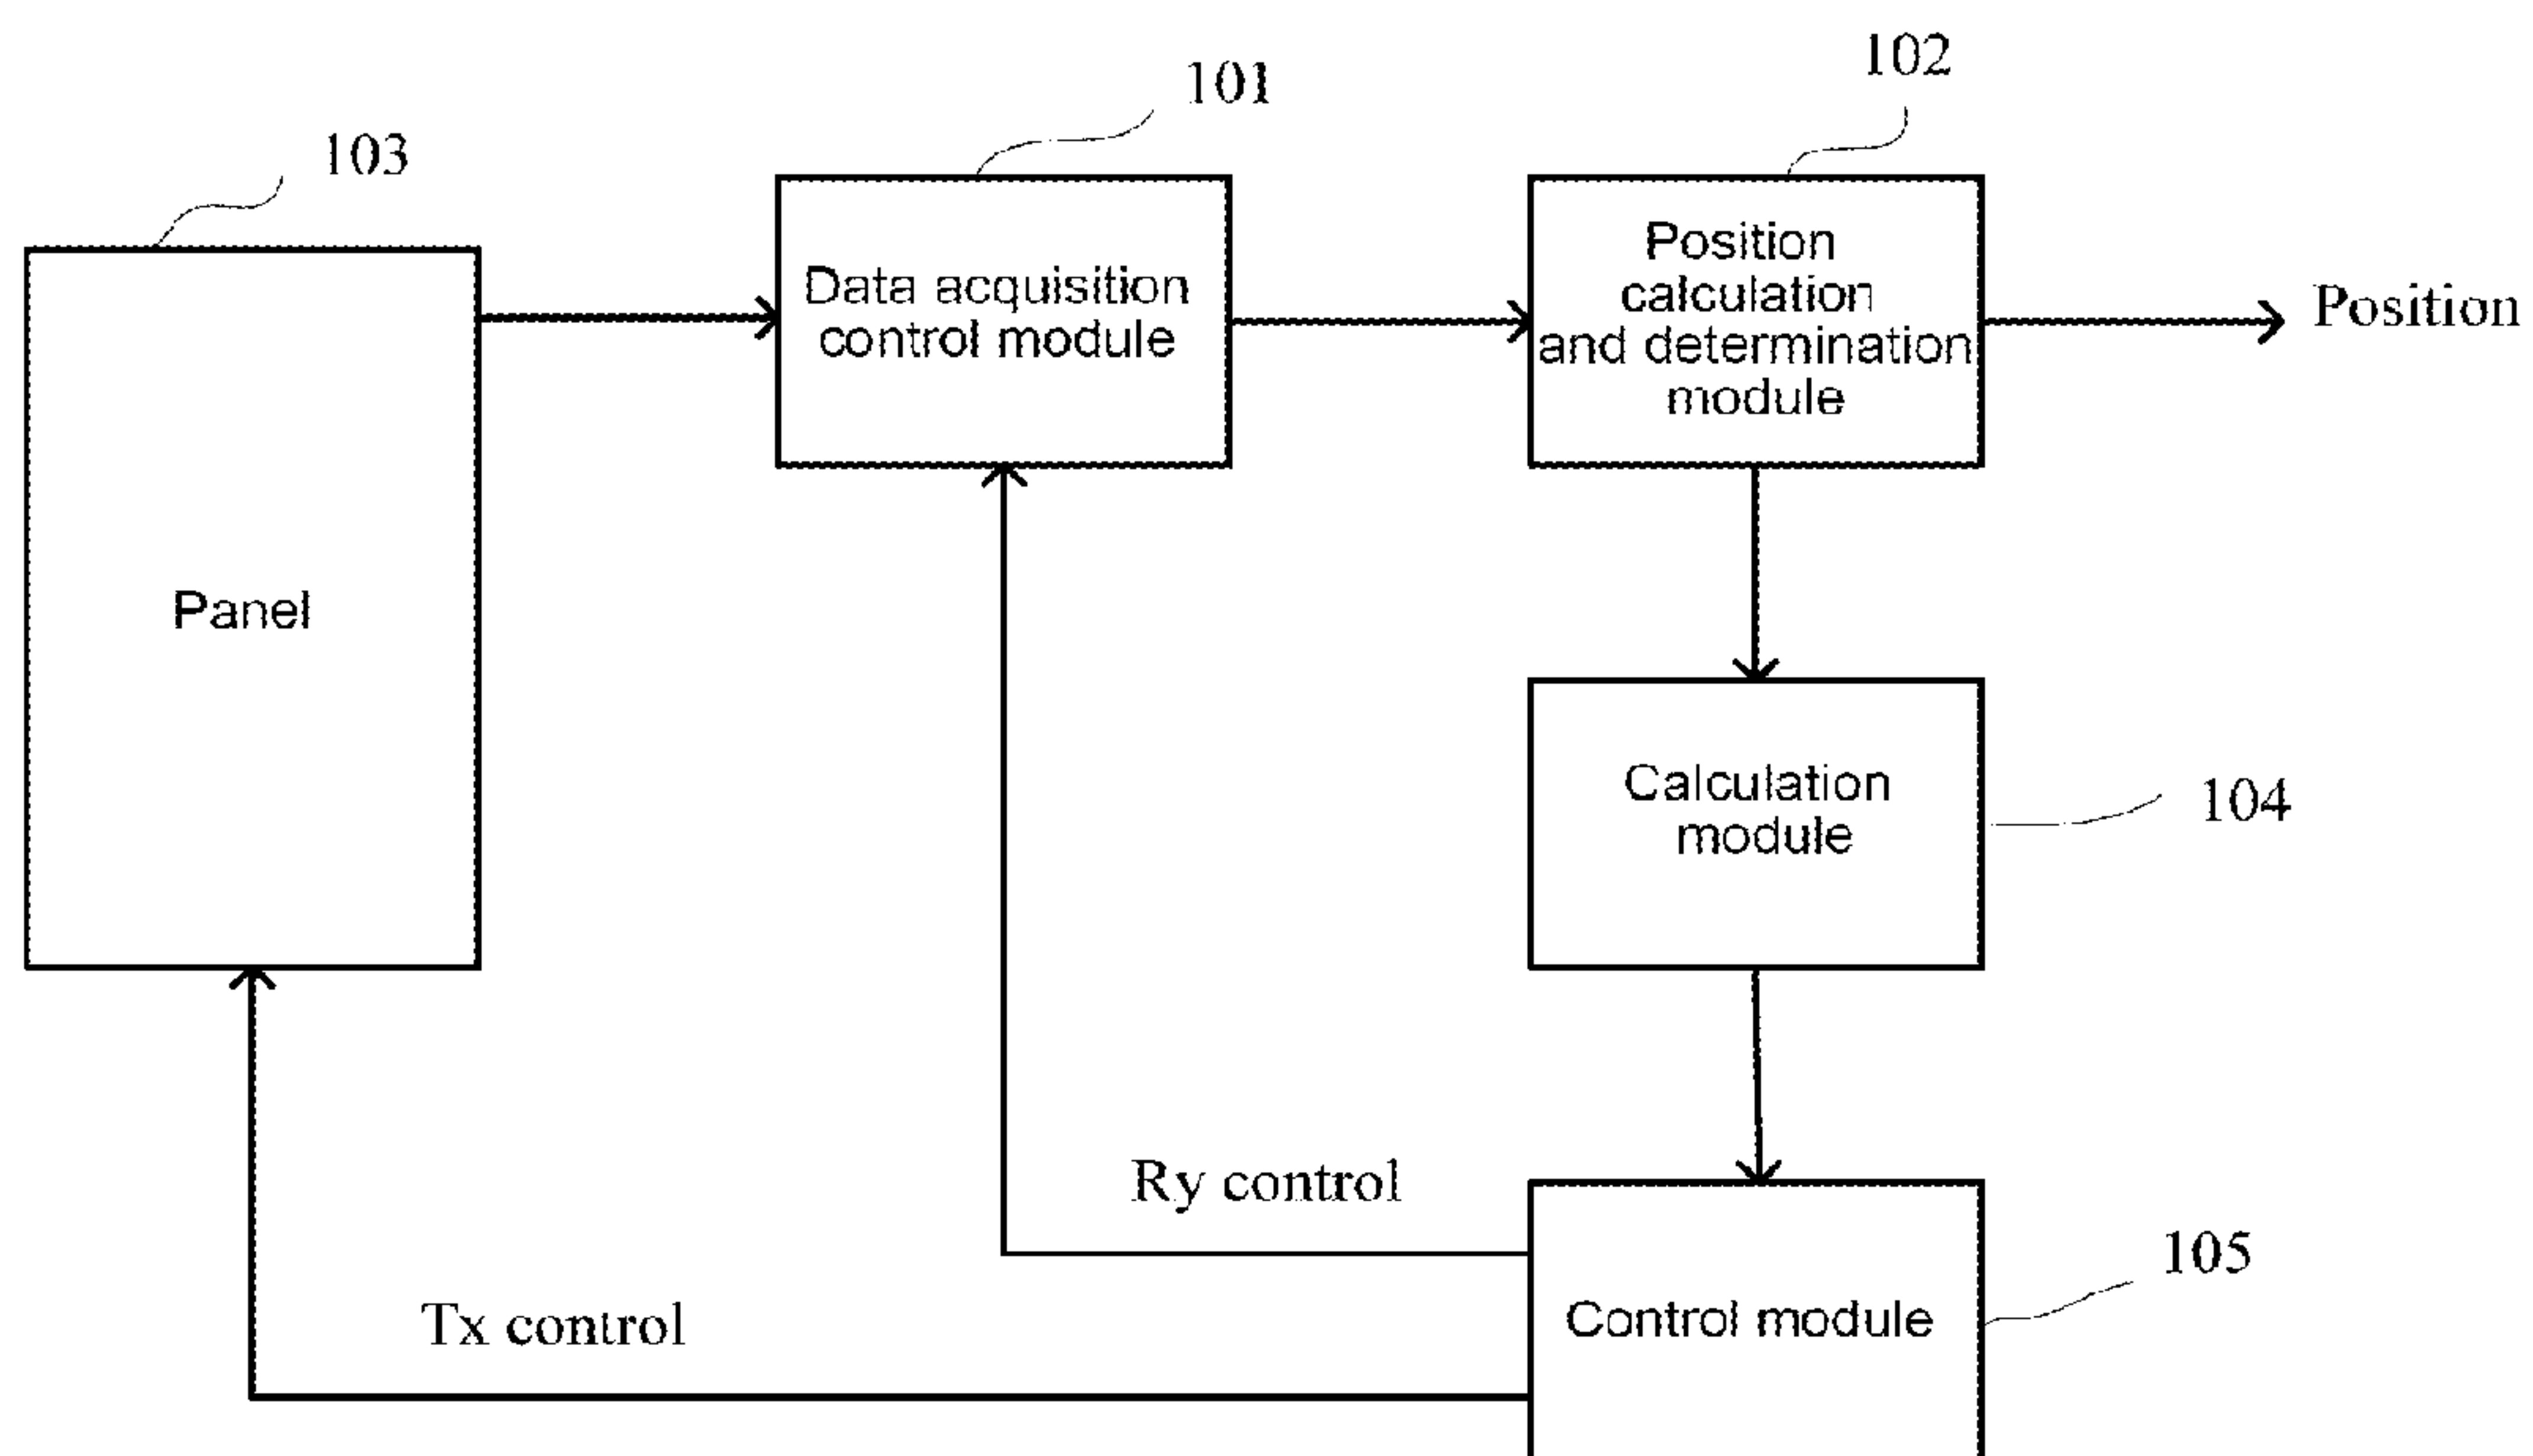 102
101
103
Position
calculation
and determination
module
Data acquisition
control module
Position
Panel
Calculation
module
104
Ry control
105
Control module
Tx control